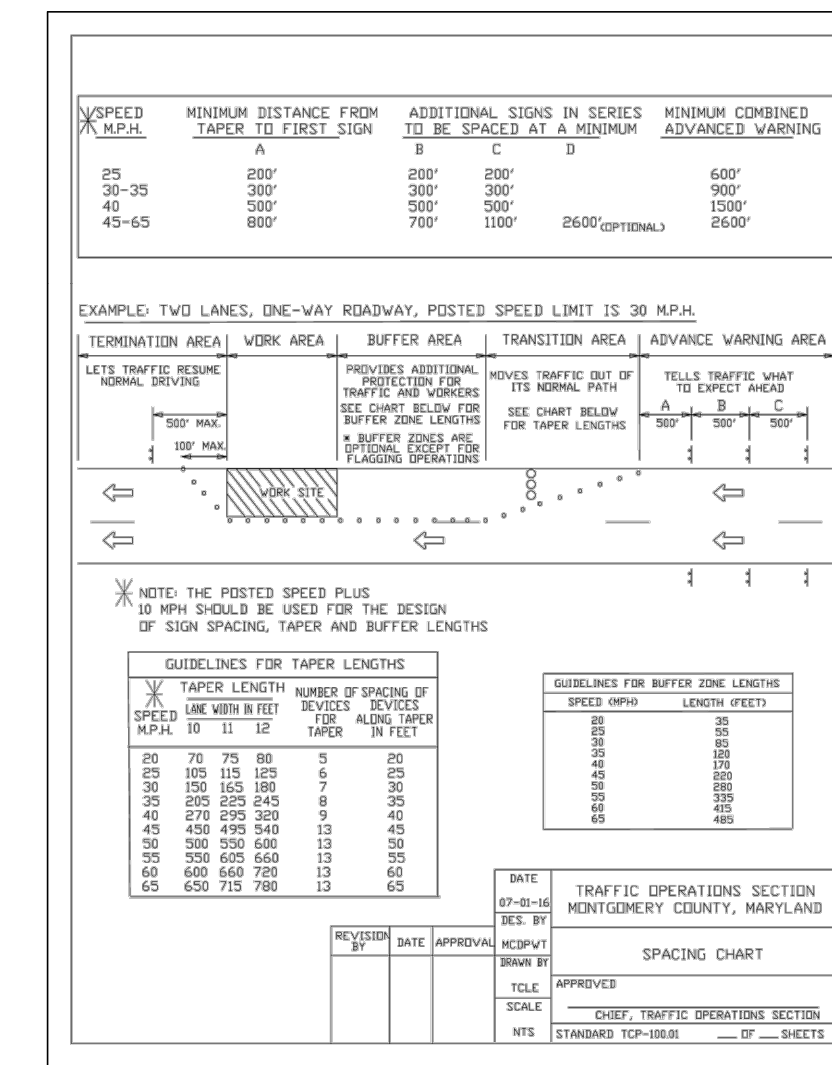 SPEED M.P.H. MINIMUM DISTANCE FROM TAPER TO FIRST SIGN ADDITIONAL SIGNS IN SERIES TO BE SPACED AT A MINIMUM MINIMUM COMBINED ADVANCED WARNING
A B C D
25 200' 200' 200' 600'
30-35 300' 300' 300' 900'
40 500' 500' 500' 1500'
45-65 800' 700' 1100' 2600' (OPTIONAL) 2600'
EXAMPLE: TWO LANES, ONE-WAY ROADWAY, POSTED SPEED LIMIT IS 30 M.P.H.
TERMINATION AREA WORK AREA BUFFER AREA TRANSITION AREA ADVANCE WARNING AREA
LETS TRAFFIC RESUME
NORMAL DRIVING
500' MAX.
100' MAX.
PROVIDES ADDITIONAL
PROTECTION FOR
TRAFFIC AND WORKERS
SEE CHART BELOW FOR
BUFFER ZONE LENGTHS
* BUFFER ZONES ARE
OPTIONAL EXCEPT FOR
FLAGGING OPERATIONS
MOVES TRAFFIC OUT OF
ITS NORMAL PATH
SEE CHART BELOW
FOR TAPER LENGTHS
TELLS TRAFFIC WHAT
TO EXPECT AHEAD
A B C
500' 500' 500'
WORK SITE
NOTE: THE POSTED SPEED PLUS
10 MPH SHOULD BE USED FOR THE DESIGN
OF SIGN SPACING, TAPER AND BUFFER LENGTHS
GUIDELINES FOR TAPER LENGTHS
SPEED M.P.H. TAPER LENGTH LANE WIDTH IN FEET NUMBER OF DEVICES FOR TAPER SPACING OF DEVICES ALONG TAPER IN FEET
10 11 12
20 70 75 80 5 20
25 105 115 125 6 25
30 150 165 180 7 30
35 205 225 245 8 35
40 270 295 320 9 40
45 450 495 540 13 45
50 500 550 600 13 50
55 550 605 660 13 55
60 600 660 720 13 60
65 650 715 780 13 65
GUIDELINES FOR BUFFER ZONE LENGTHS
SPEED (MPH) LENGTH (FEET)
20 35
25 55
30 85
35 120
40 170
45 220
50 280
55 335
60 415
65 485
REVISION BY DATE APPROVAL
DATE
07-01-16
DES. BY
MCDPWT
DRAWN BY
TCLE
SCALE
NTS
TRAFFIC OPERATIONS SECTION
MONTGOMERY COUNTY, MARYLAND
SPACING CHART
APPROVED
CHIEF, TRAFFIC OPERATIONS SECTION
STANDARD TCP-100.01 __ OF __ SHEETS